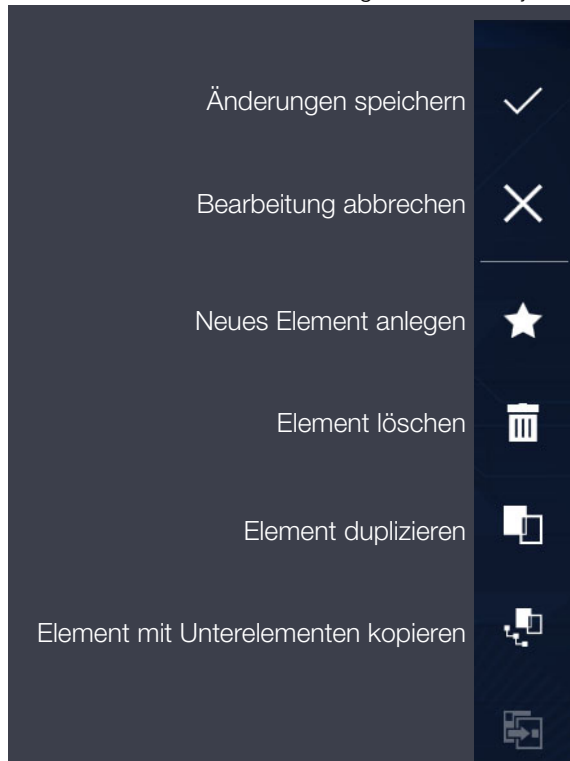 Änderungen speichern
Bearbeitung abbrechen
Neues Element anlegen
Element löschen
Element duplizieren
Element mit Unterelementen kopieren